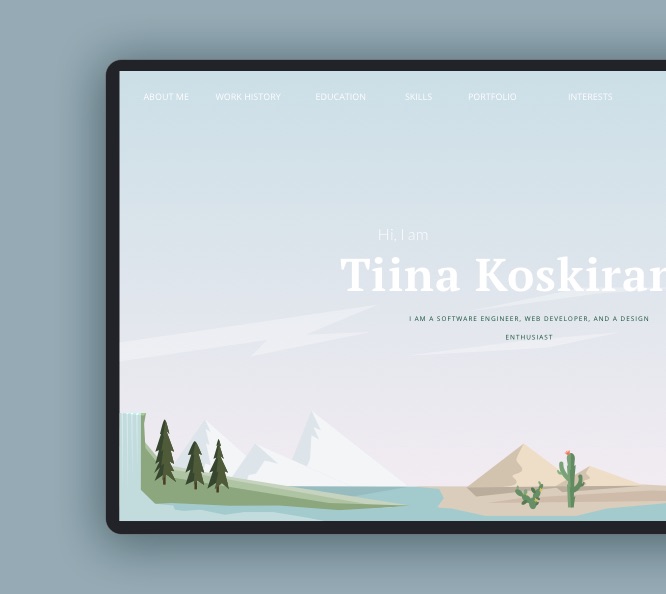 ABOUT ME WORK HISTORY EDUCATION SKILLS PORTFOLIO INTERESTS
Hi, I am
Tiina
I AM A SOFTWARE ENGINEER, WEB DEVELOPER, AND A DESIGN
ENTHUSIAST